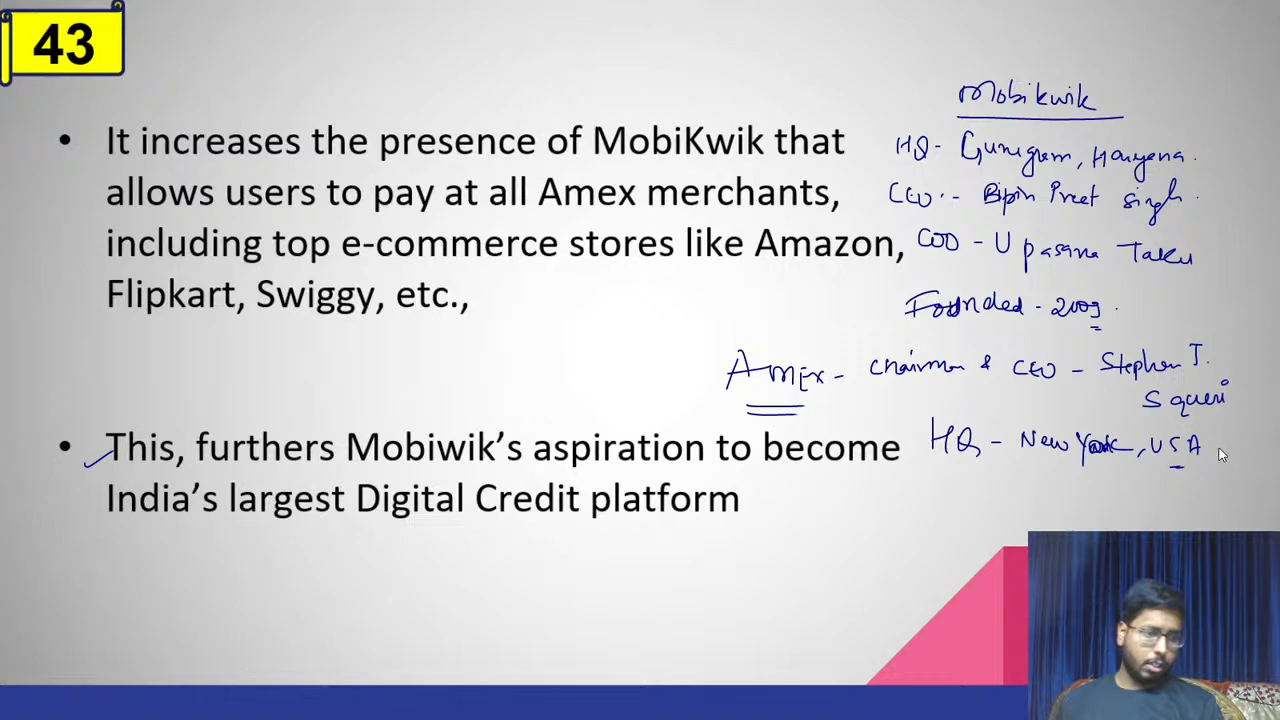 43
• It increases the presence of MobiKwik that
allows users to pay at all Amex merchants,
including top e-commerce stores like Amazon,
Flipkart, Swiggy, etc.,
• This, furthers Mobiwik’s aspiration to become
India’s largest Digital Credit platform
Mobikwik
HQ - Gurugram, Haryana.
CEO - Bipin Preet Singh.
COO - Upasana Taku
Founded - 2009.
AMEx - Chairman & CEO - Stephen J.
Squeri
HQ - New York, USA